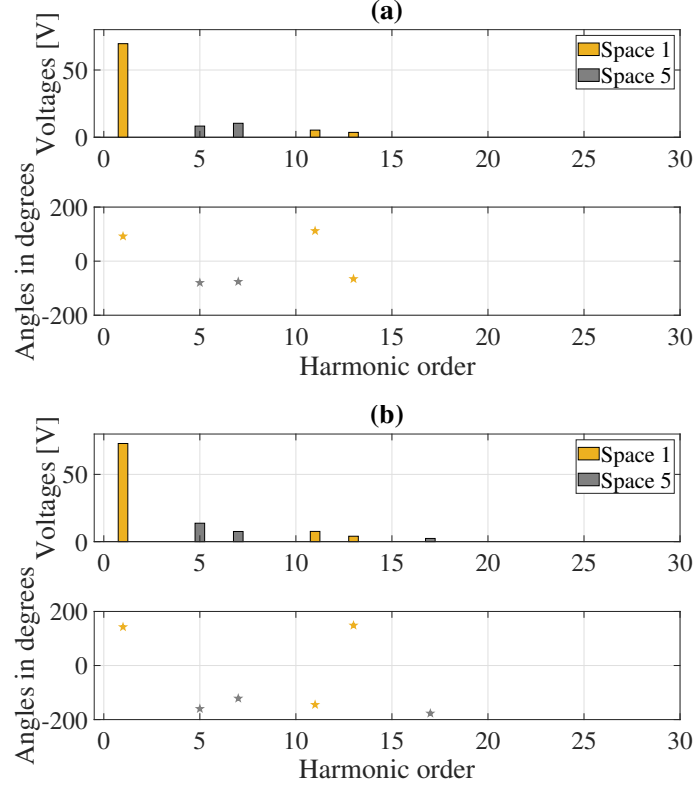 (a)
Voltages [V]
50
0
Space 1
Space 5
0 5 10 15 20 25 30
Angles in degrees
200
0
-200
0 5 10 15 20 25 30
Harmonic order
(b)
Voltages [V]
50
0
Space 1
Space 5
0 5 10 15 20 25 30
Angles in degrees
200
0
-200
0 5 10 15 20 25 30
Harmonic order